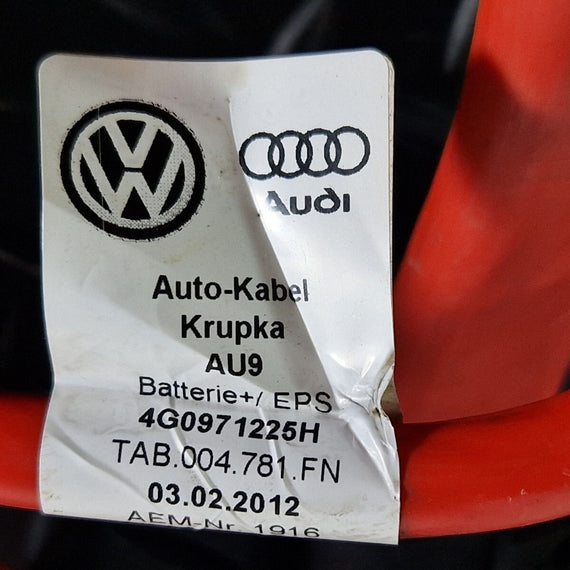 Audi
Auto-Kabel
Krupka
AU9
Batterie+/ EPS
4G0971225H
TAB.004.781.FN
03.02.2012
AEM-Nr. 1916